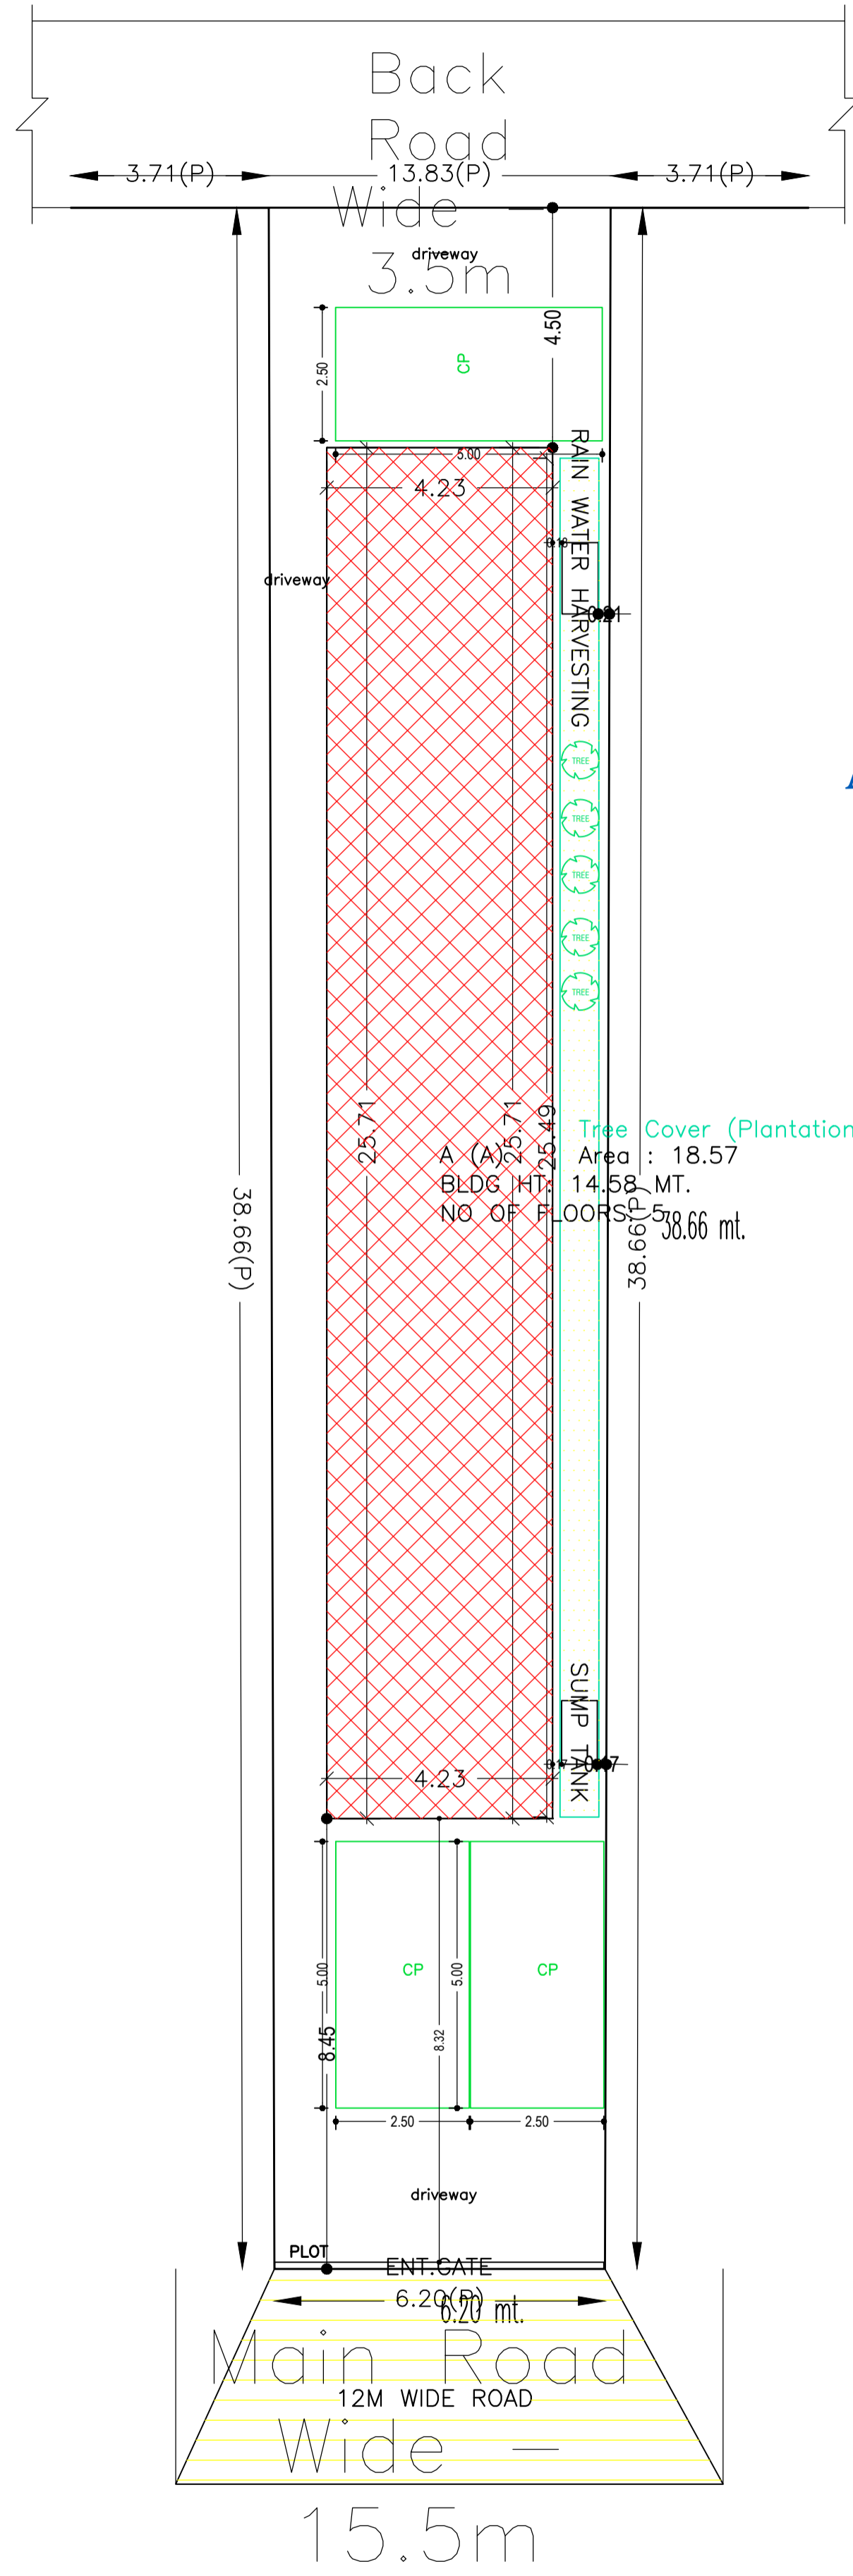 Back
Road
3.71(P)
13.83(P)
3.71(P)
Wide -
driveway
3.5m
4.50
2.50
CP
5.00
4.23
RAIN WATER HARVESTING
driveway
0.21
TREE
TREE
TREE
TREE
TREE
25.71
25.71
25.49
Tree Cover (Plantation
A (A)
Area : 18.57
BLDG HT. 14.58 MT.
NO OF FLOORS: 5
38.66 mt.
38.66(P)
38.66(P)
SUMP TANK
4.23
5.00
CP
5.00
CP
8.45
8.32
2.50
2.50
driveway
PLOT
ENT.GATE
6.20(P)
6.20 mt.
Main Road
12M WIDE ROAD
Wide -
15.5m